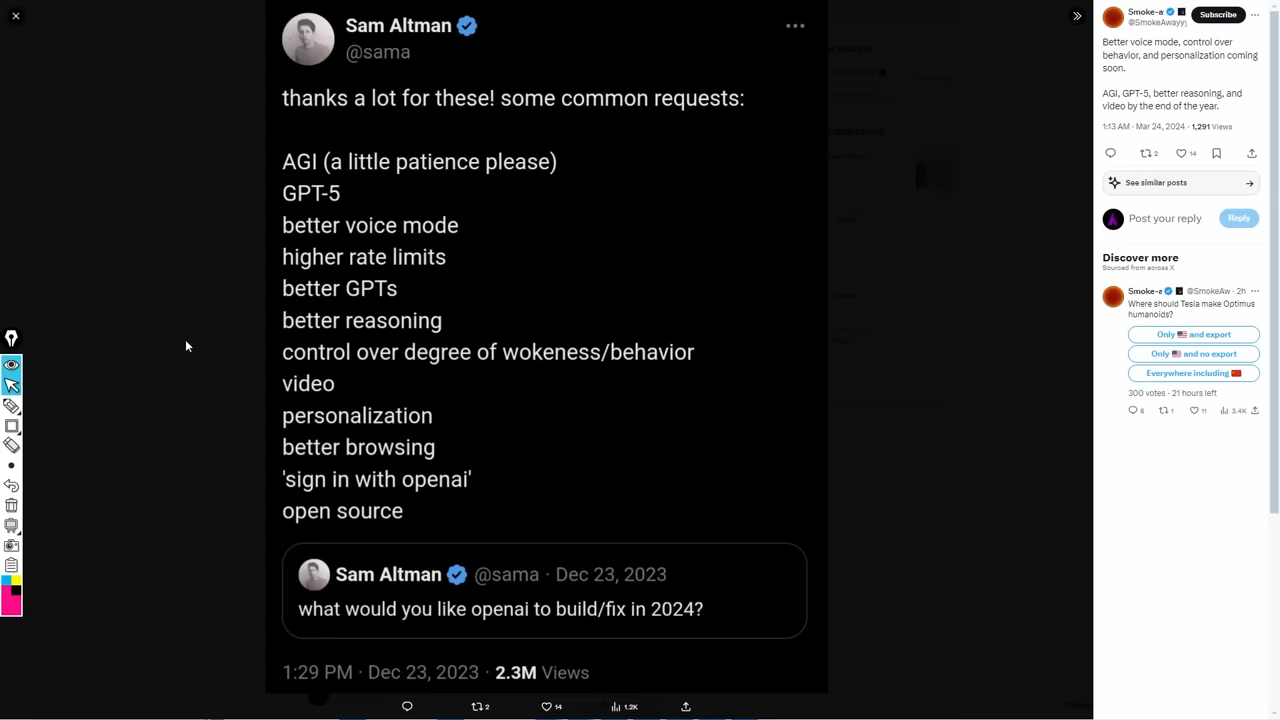 Sam Altman
@sama
thanks a lot for these! some common requests:
AGI (a little patience please)
GPT-5
better voice mode
higher rate limits
better GPTs
better reasoning
control over degree of wokeness/behavior
video
personalization
better browsing
'sign in with openai'
open source
Sam Altman @sama · Dec 23, 2023
what would you like openai to build/fix in 2024?
1:29 PM · Dec 23, 2023 · 2.3M Views
2 14 1.2K
Smoke-a
@SmokeAwayyy
Subscribe
Better voice mode, control over
behavior, and personalization coming
soon.
AGI, GPT-5, better reasoning, and
video by the end of the year.
1:13 AM · Mar 24, 2024 · 1,291 Views
2 14
See similar posts
Post your reply
Reply
Discover more
Sourced from across X
Smoke-a @SmokeAw · 2h
Where should Tesla make Optimus
humanoids?
Only 🇺🇸 and export
Only 🇺🇸 and no export
Everywhere including 🇨🇳
300 votes · 21 hours left
6 1 11 3.4K